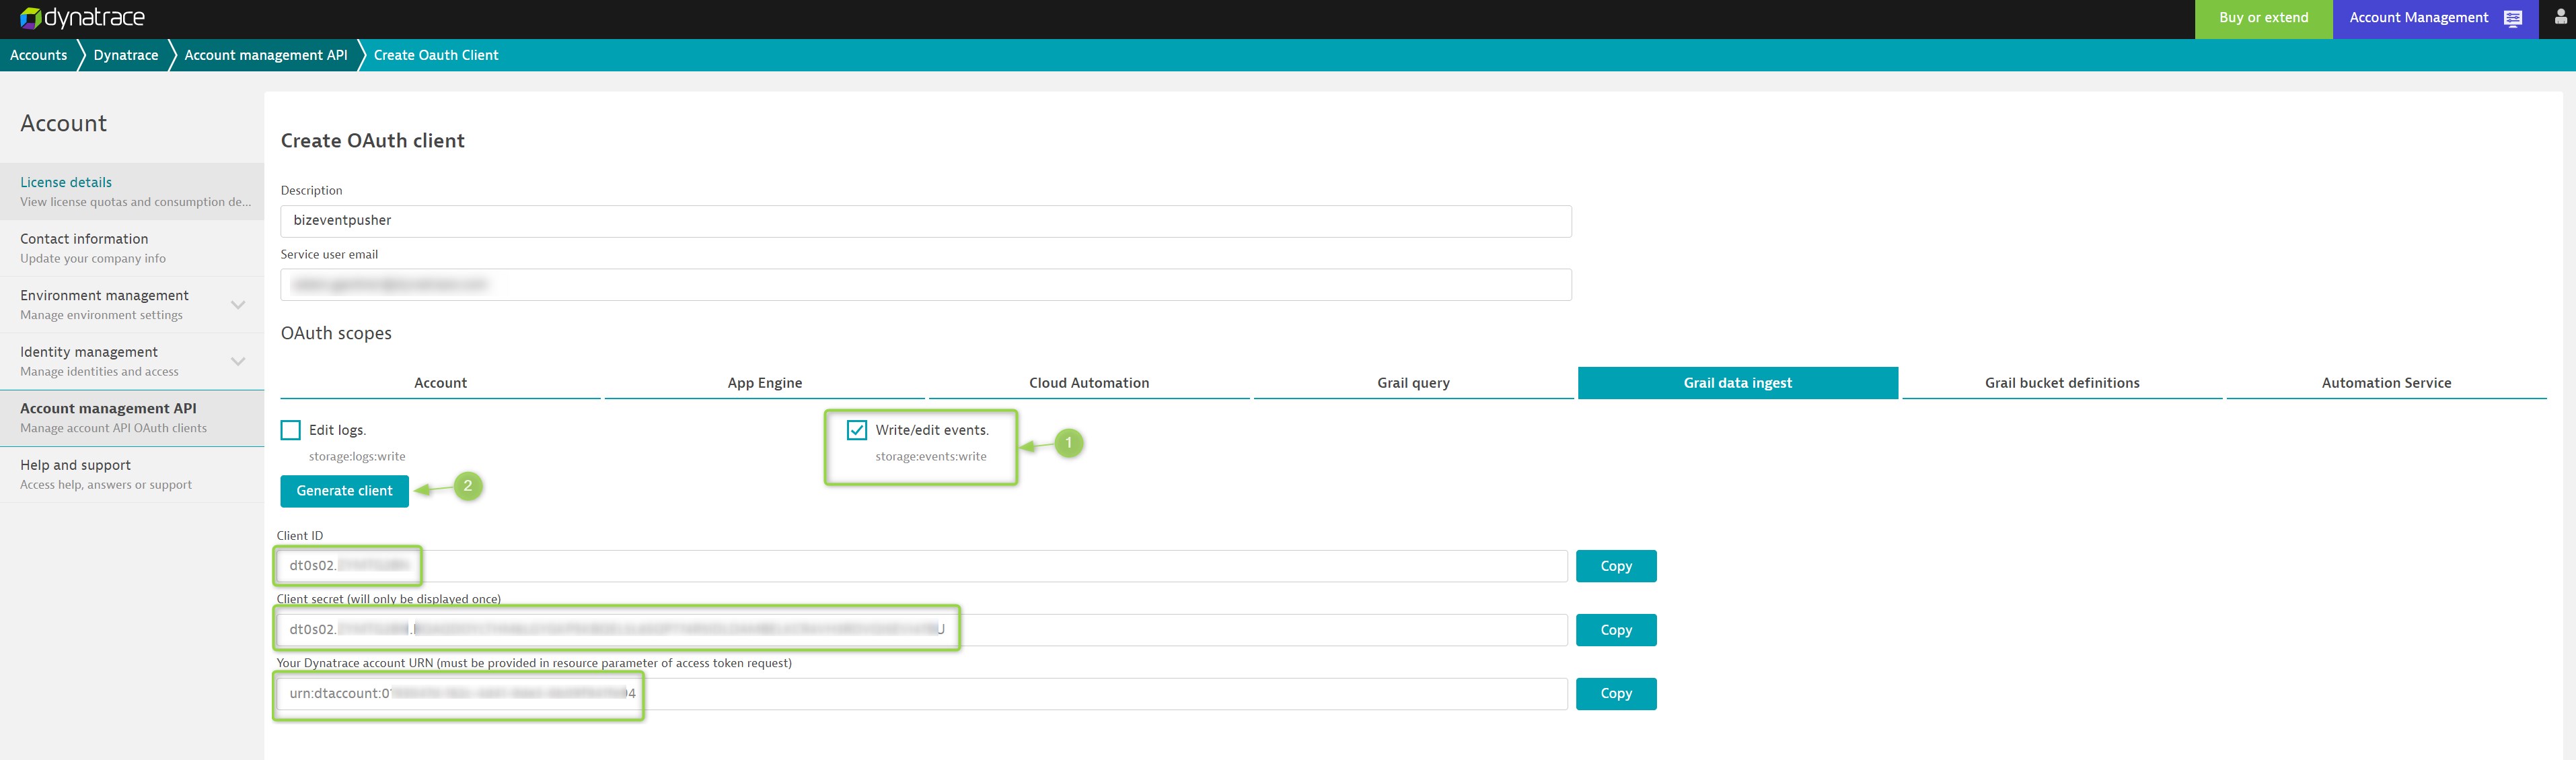 dynatrace
Buy or extend
Account Management
Accounts
Dynatrace
Account management API
Create Oauth Client
Account
License details
View license quotas and consumption de...
Contact information
Update your company info
Environment management
Manage environment settings
Identity management
Manage identities and access
Account management API
Manage account API OAuth clients
Help and support
Access help, answers or support
Create OAuth client
Description
bizeventpusher
Service user email
OAuth scopes
Account
App Engine
Cloud Automation
Grail query
Grail data ingest
Grail bucket definitions
Automation Service
Edit logs.
storage:logs:write
Write/edit events.
storage:events:write
1
Generate client
2
Client ID
dt0s02.
Copy
Client secret (will only be displayed once)
dt0s02.
Copy
Your Dynatrace account URN (must be provided in resource parameter of access token request)
urn:dtaccount:0
Copy